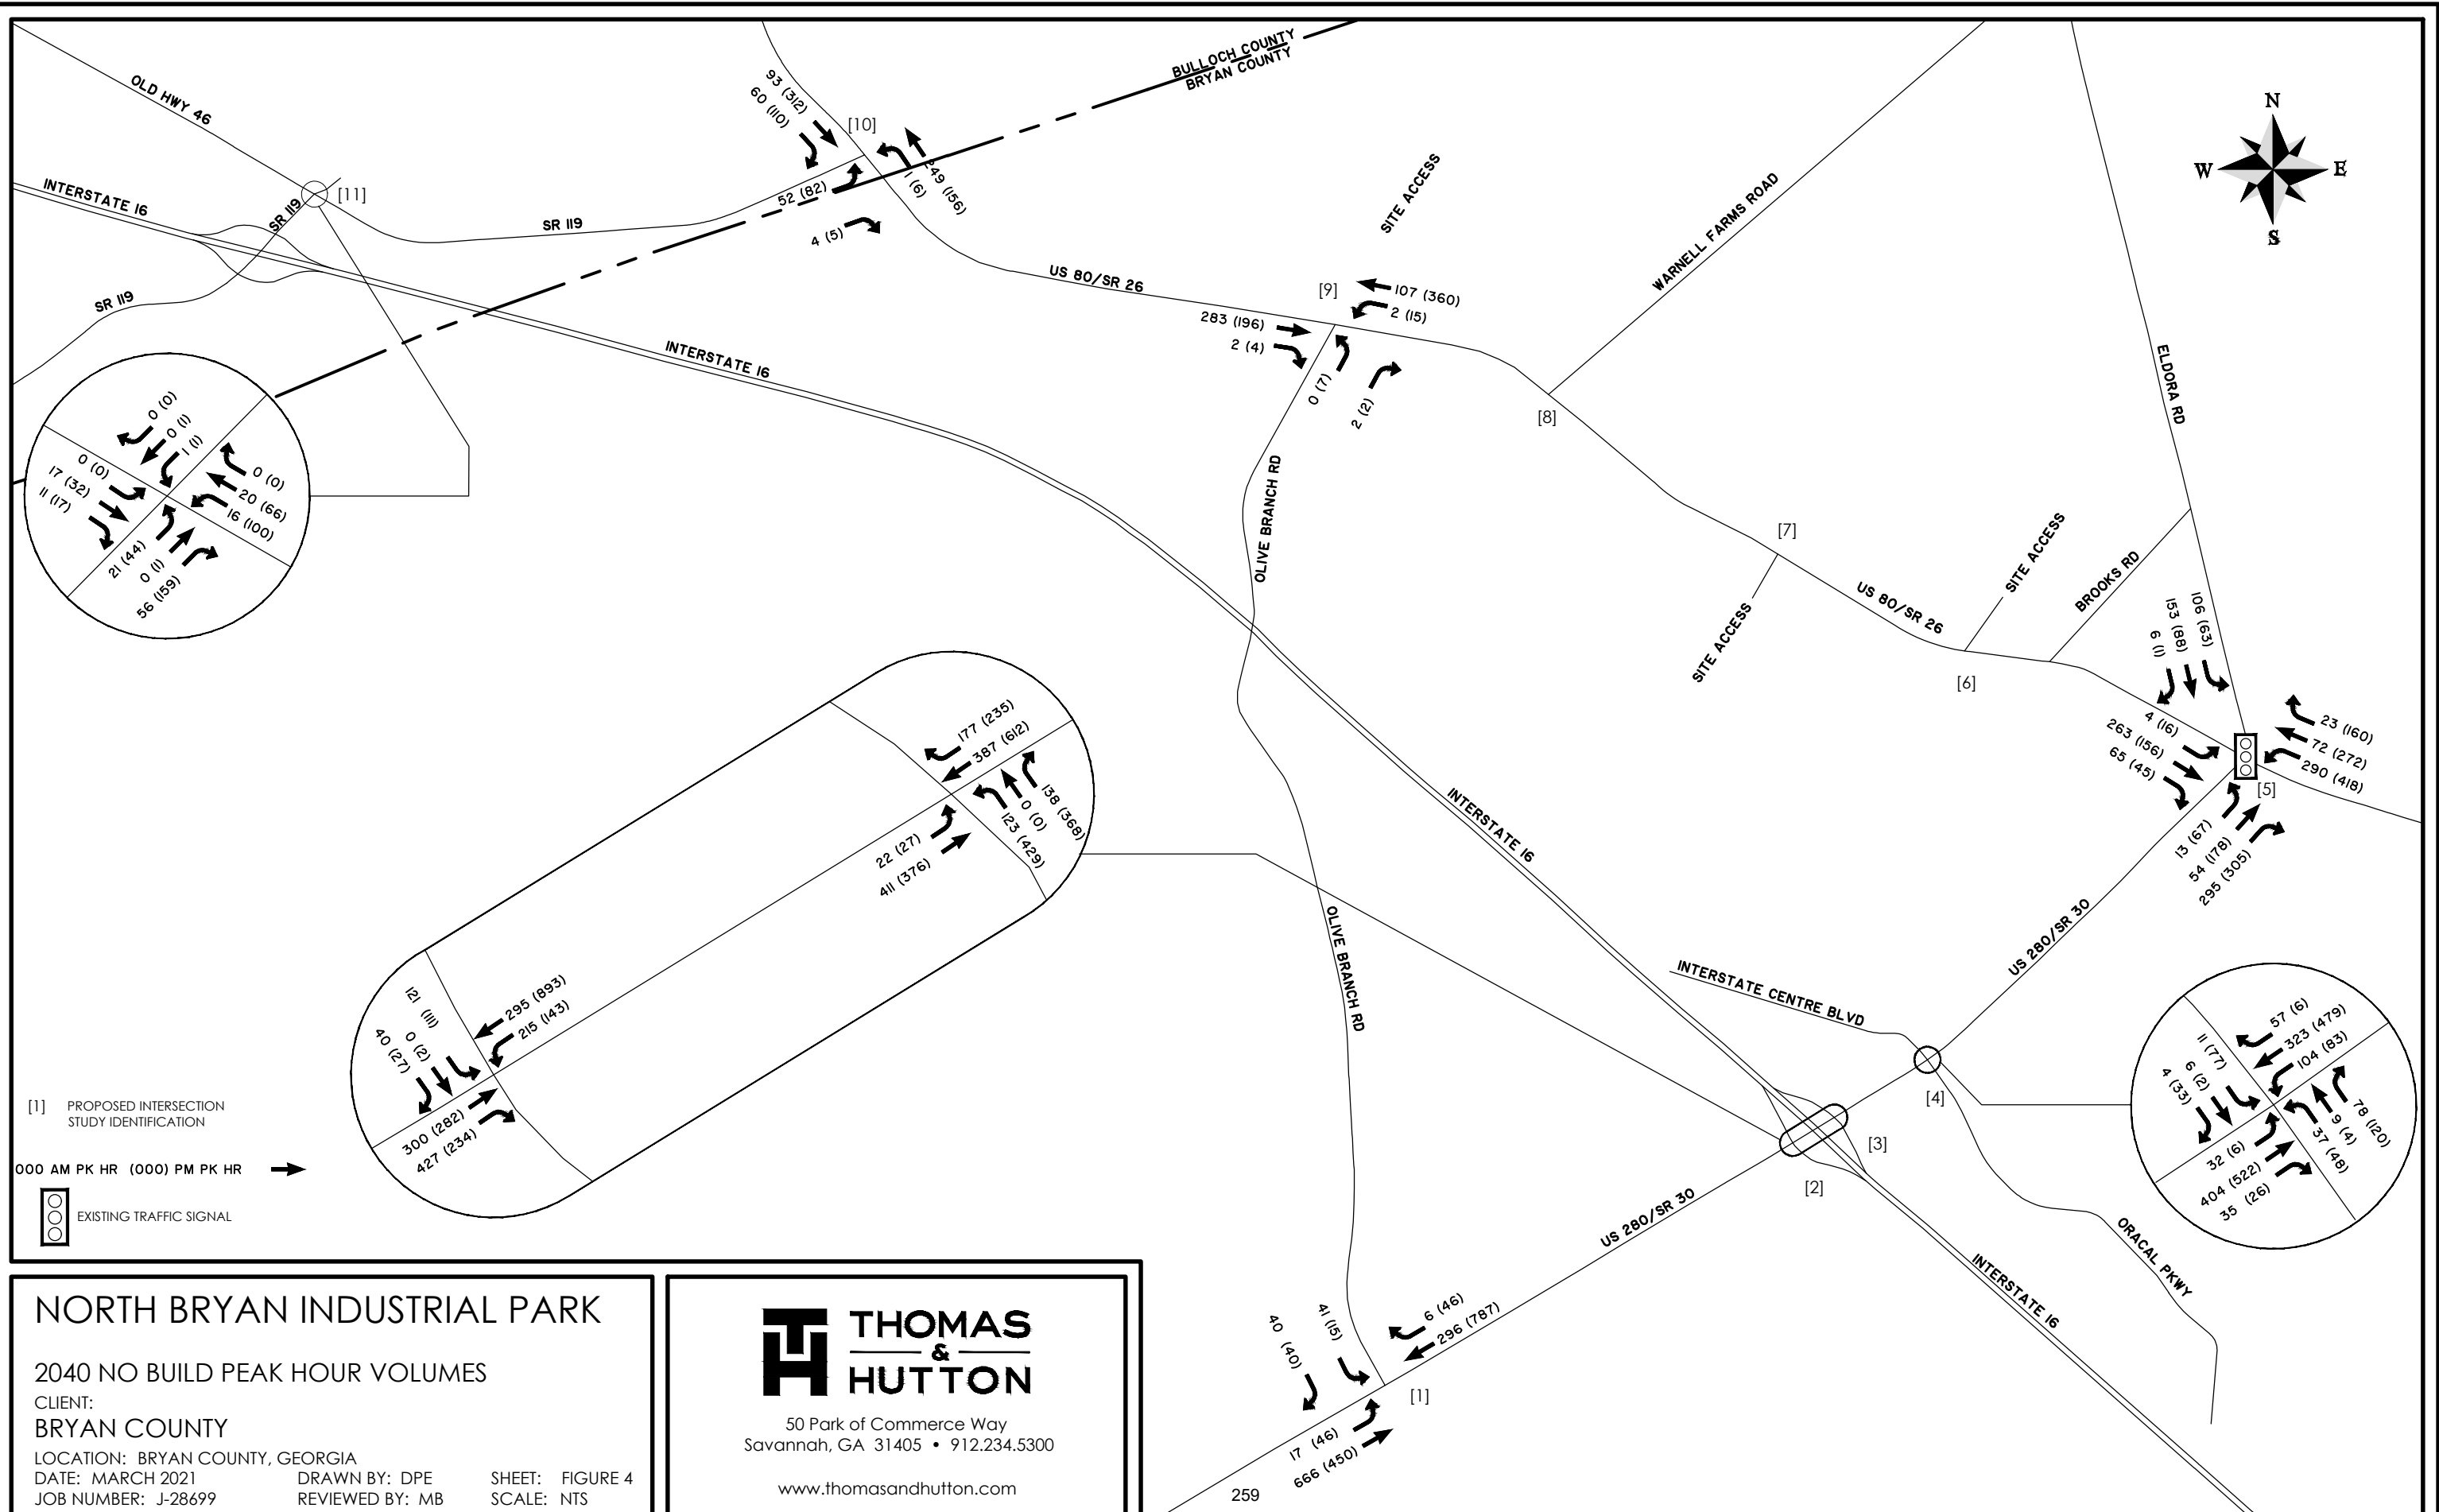 BULLOCH COUNTY
BRYAN COUNTY
OLD HWY 46
INTERSTATE 16
SR 119
[11]
SR 119
SR 119
93 (312)
60 (110)
[10]
249 (156)
1 (6)
52 (82)
4 (5)
N
W
E
S
SITE ACCESS
WARNELL FARMS ROAD
US 80/SR 26
[9]
107 (360)
2 (15)
283 (196)
2 (4)
0 (7)
2 (2)
[8]
ELDORA RD
INTERSTATE 16
0 (0)
0 (1)
1 (1)
0 (0)
17 (32)
11 (17)
0 (0)
20 (66)
16 (100)
21 (44)
0 (1)
56 (159)
OLIVE BRANCH RD
[7]
SITE ACCESS
SITE ACCESS
US 80/SR 26
BROOKS RD
[6]
106 (63)
153 (88)
6 (1)
4 (16)
263 (156)
65 (45)
23 (160)
72 (272)
290 (418)
[5]
13 (67)
54 (178)
295 (305)
177 (235)
387 (612)
138 (368)
0 (0)
123 (429)
22 (27)
411 (376)
INTERSTATE 16
OLIVE BRANCH RD
US 280/SR 30
INTERSTATE CENTRE BLVD
295 (893)
215 (143)
121 (111)
0 (2)
40 (27)
300 (282)
427 (234)
[4]
57 (6)
323 (479)
104 (83)
11 (77)
6 (2)
4 (33)
78 (120)
9 (4)
37 (48)
32 (6)
404 (522)
35 (26)
[3]
[2]
US 280/SR 30
ORACAL PKWY
INTERSTATE 16
[1] PROPOSED INTERSECTION
STUDY IDENTIFICATION
000 AM PK HR (000) PM PK HR
EXISTING TRAFFIC SIGNAL
6 (46)
296 (787)
41 (15)
40 (40)
[1]
17 (46)
666 (450)
259
NORTH BRYAN INDUSTRIAL PARK
2040 NO BUILD PEAK HOUR VOLUMES
CLIENT:
BRYAN COUNTY
LOCATION: BRYAN COUNTY, GEORGIA
DATE: MARCH 2021 DRAWN BY: DPE SHEET: FIGURE 4
JOB NUMBER: J-28699 REVIEWED BY: MB SCALE: NTS
THOMAS
&
HUTTON
50 Park of Commerce Way
Savannah, GA 31405 • 912.234.5300
www.thomasandhutton.com